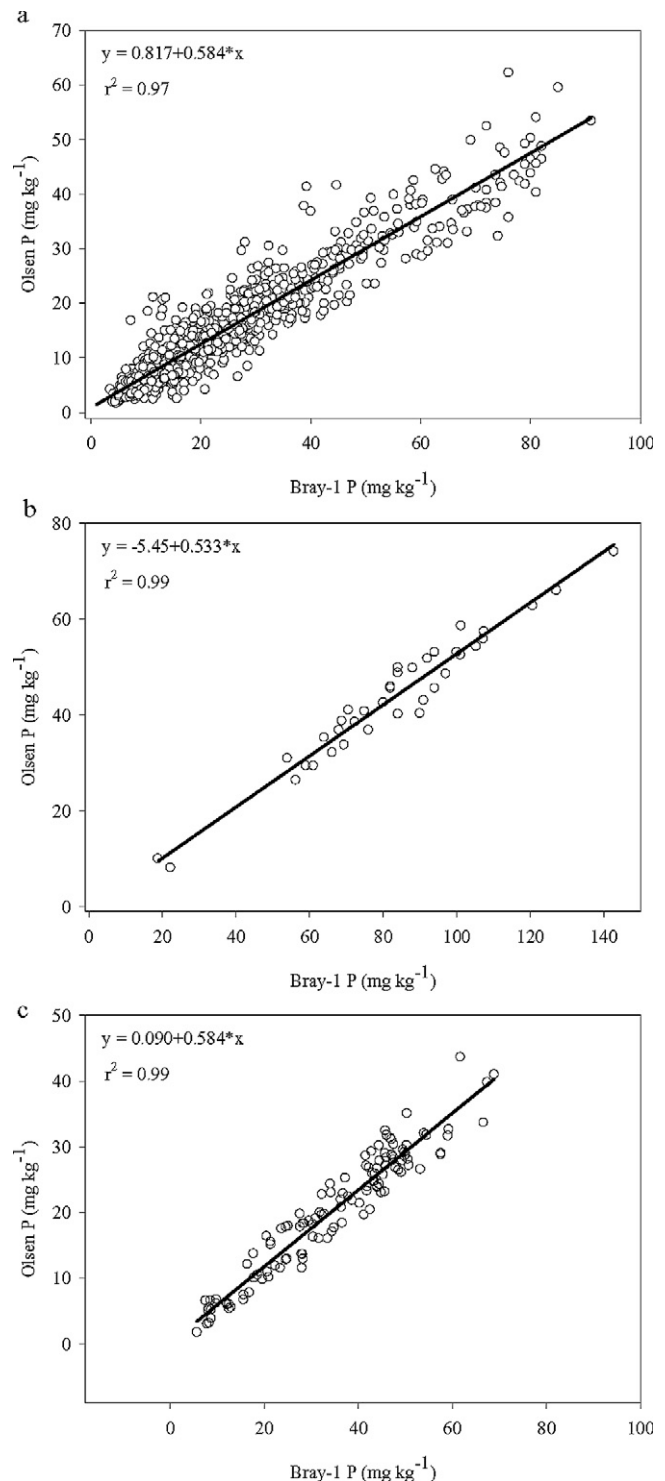 a
y = 0.817+0.584*x
r² = 0.97
70
60
50
40
30
20
10
0
Olsen P (mg kg⁻¹)
0 20 40 60 80 100
Bray-1 P (mg kg⁻¹)
b
y = -5.45+0.533*x
r² = 0.99
80
60
40
20
0
Olsen P (mg kg⁻¹)
0 20 40 60 80 100 120 140
Bray-1 P (mg kg⁻¹)
c
y = 0.090+0.584*x
r² = 0.99
50
40
30
20
10
0
Olsen P (mg kg⁻¹)
0 20 40 60 80 100
Bray-1 P (mg kg⁻¹)